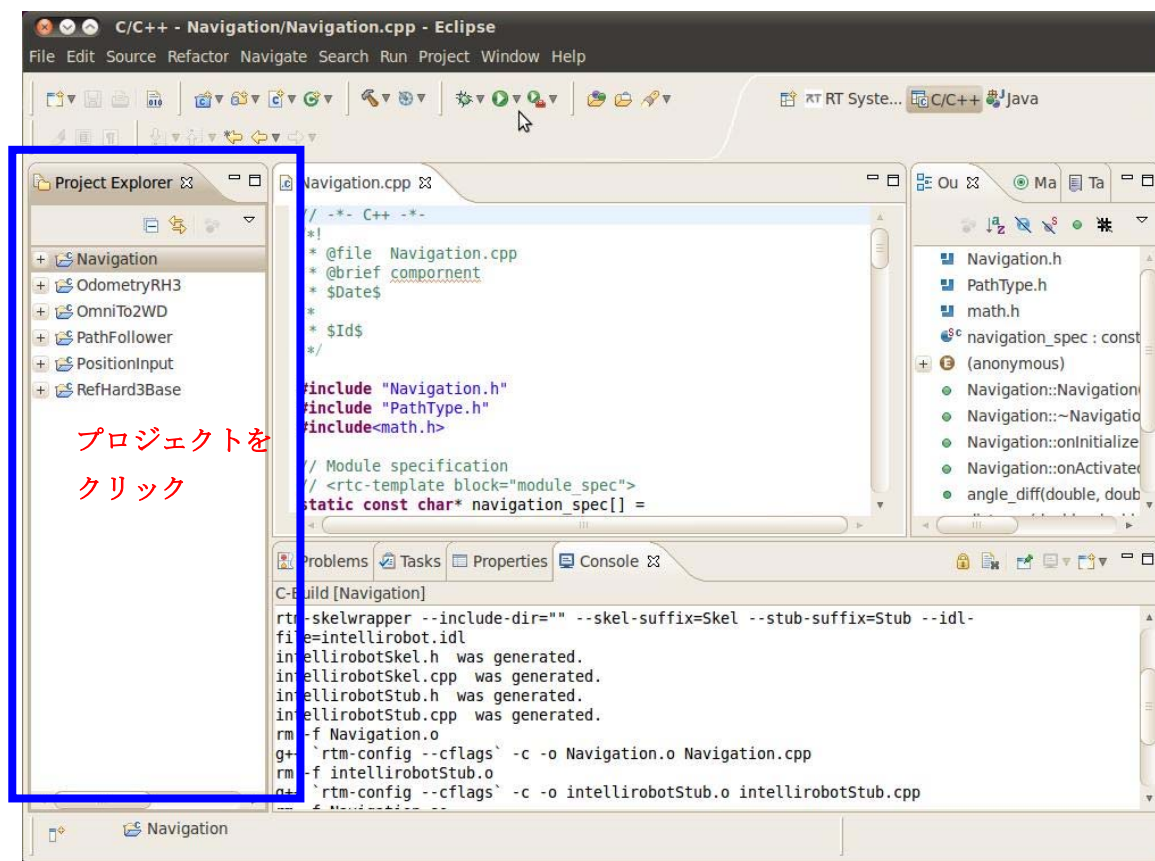 C/C++ - Navigation/Navigation.cpp - Eclipse
File Edit Source Refactor Navigate Search Run Project Window Help
RT Syste... C/C++ Java
Project Explorer
Navigation
OdometryRH3
OmniTo2WD
PathFollower
PositionInput
RefHard3Base
プロジェクトを
クリック
Navigation.cpp
// -*- C++ -*-
*!
* @file Navigation.cpp
* @brief compornent
* $Date$
*
* $Id$
*/
#include "Navigation.h"
#include "PathType.h"
#include<math.h>
// Module specification
// <rtc-template block="module_spec">
static const char* navigation_spec[] =
Ou Ma Ta
Navigation.h
PathType.h
math.h
navigation_spec : const
(anonymous)
Navigation::Navigation
Navigation::~Navigatio
Navigation::onInitialize
Navigation::onActivated
angle_diff(double, doub
Problems Tasks Properties Console
C-Build [Navigation]
rtm-skelwrapper --include-dir="" --skel-suffix=Skel --stub-suffix=Stub --idl-
file=intellirobot.idl
intellirobotSkel.h was generated.
intellirobotSkel.cpp was generated.
intellirobotStub.h was generated.
intellirobotStub.cpp was generated.
rm -f Navigation.o
g++ `rtm-config --cflags` -c -o Navigation.o Navigation.cpp
rm -f intellirobotStub.o
g++ `rtm-config --cflags` -c -o intellirobotStub.o intellirobotStub.cpp
Navigation